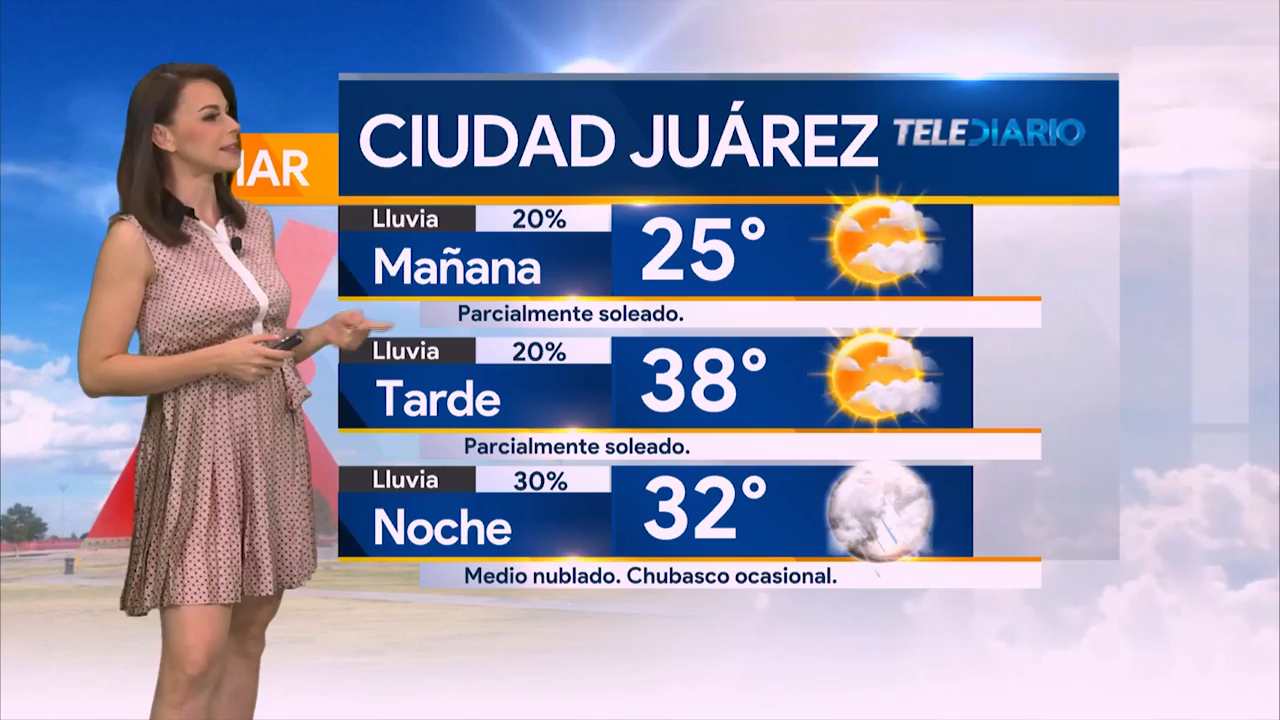 CIUDAD JUÁREZ
TELEDIARIO
Lluvia 20%
Mañana 25°
Parcialmente soleado.
Lluvia 20%
Tarde 38°
Parcialmente soleado.
Lluvia 30%
Noche 32°
Medio nublado. Chubasco ocasional.